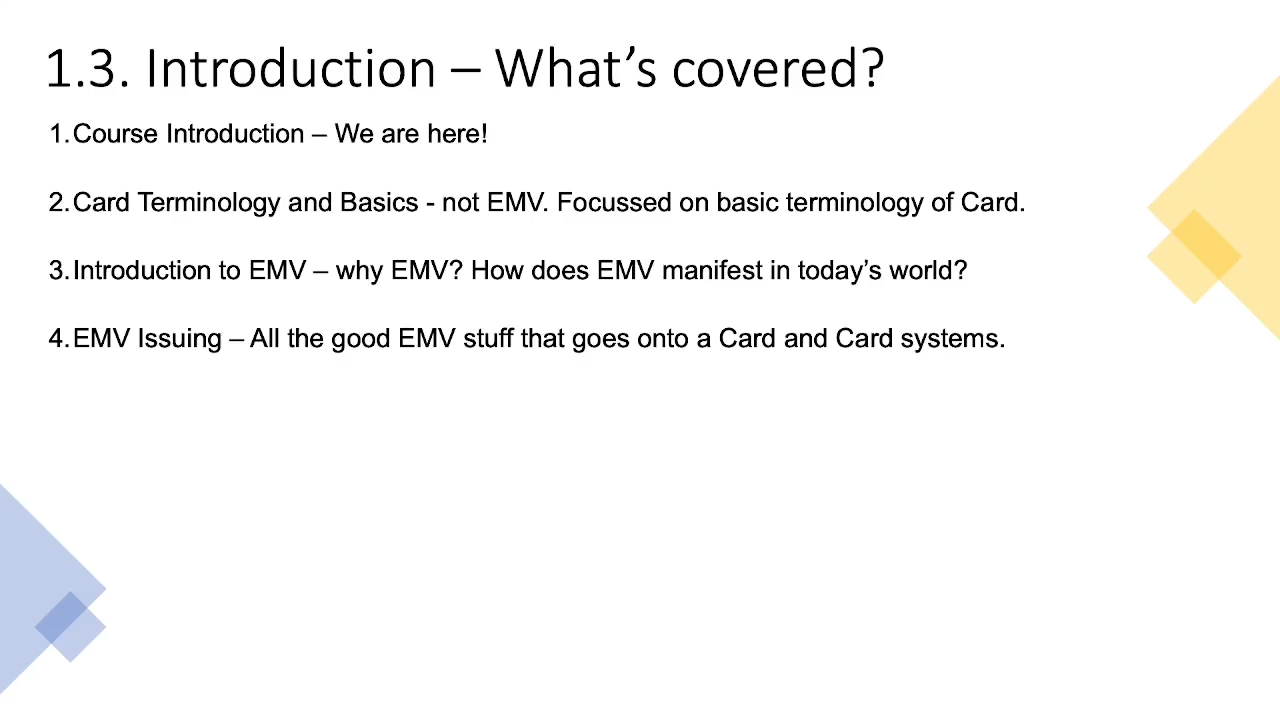 1.3. Introduction – What’s covered?
1. Course Introduction – We are here!
2. Card Terminology and Basics - not EMV. Focussed on basic terminology of Card.
3. Introduction to EMV – why EMV? How does EMV manifest in today’s world?
4. EMV Issuing – All the good EMV stuff that goes onto a Card and Card systems.